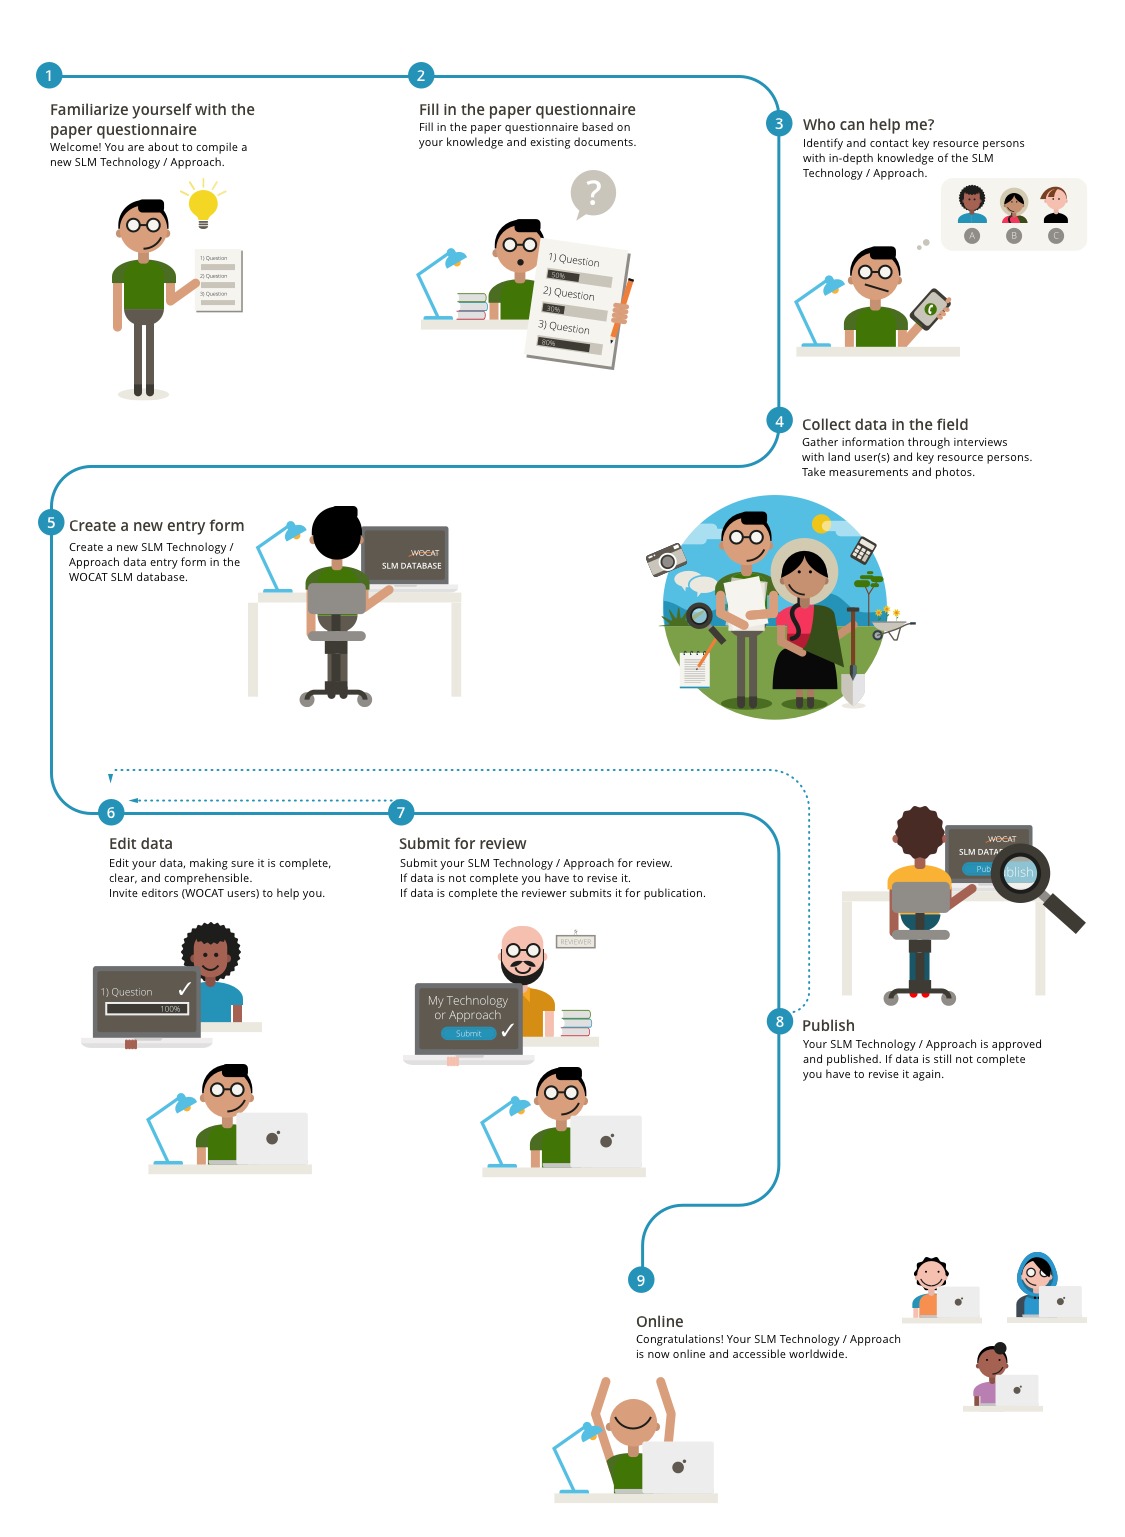 1
Familiarize yourself with the
paper questionnaire
Welcome! You are about to compile a
new SLM Technology / Approach.
1) Question
2) Question
3) Question
2
Fill in the paper questionnaire
Fill in the paper questionnaire based on
your knowledge and existing documents.
?
1) Question
50%
2) Question
30%
3) Question
80%
3
Who can help me?
Identify and contact key resource persons
with in-depth knowledge of the SLM
Technology / Approach.
A B C
4
Collect data in the field
Gather information through interviews
with land user(s) and key resource persons.
Take measurements and photos.
5
Create a new entry form
Create a new SLM Technology /
Approach data entry form in the
WOCAT SLM database.
WOCAT
SLM DATABASE
6
Edit data
Edit your data, making sure it is complete,
clear, and comprehensible.
Invite editors (WOCAT users) to help you.
1) Question
100%
7
Submit for review
Submit your SLM Technology / Approach for review.
If data is not complete you have to revise it.
If data is complete the reviewer submits it for publication.
REVIEWER
My Technology
or Approach
Submit
WOCAT
SLM DATA
Pub
blish
8
Publish
Your SLM Technology / Approach is approved
and published. If data is still not complete
you have to revise it again.
9
Online
Congratulations! Your SLM Technology / Approach
is now online and accessible worldwide.